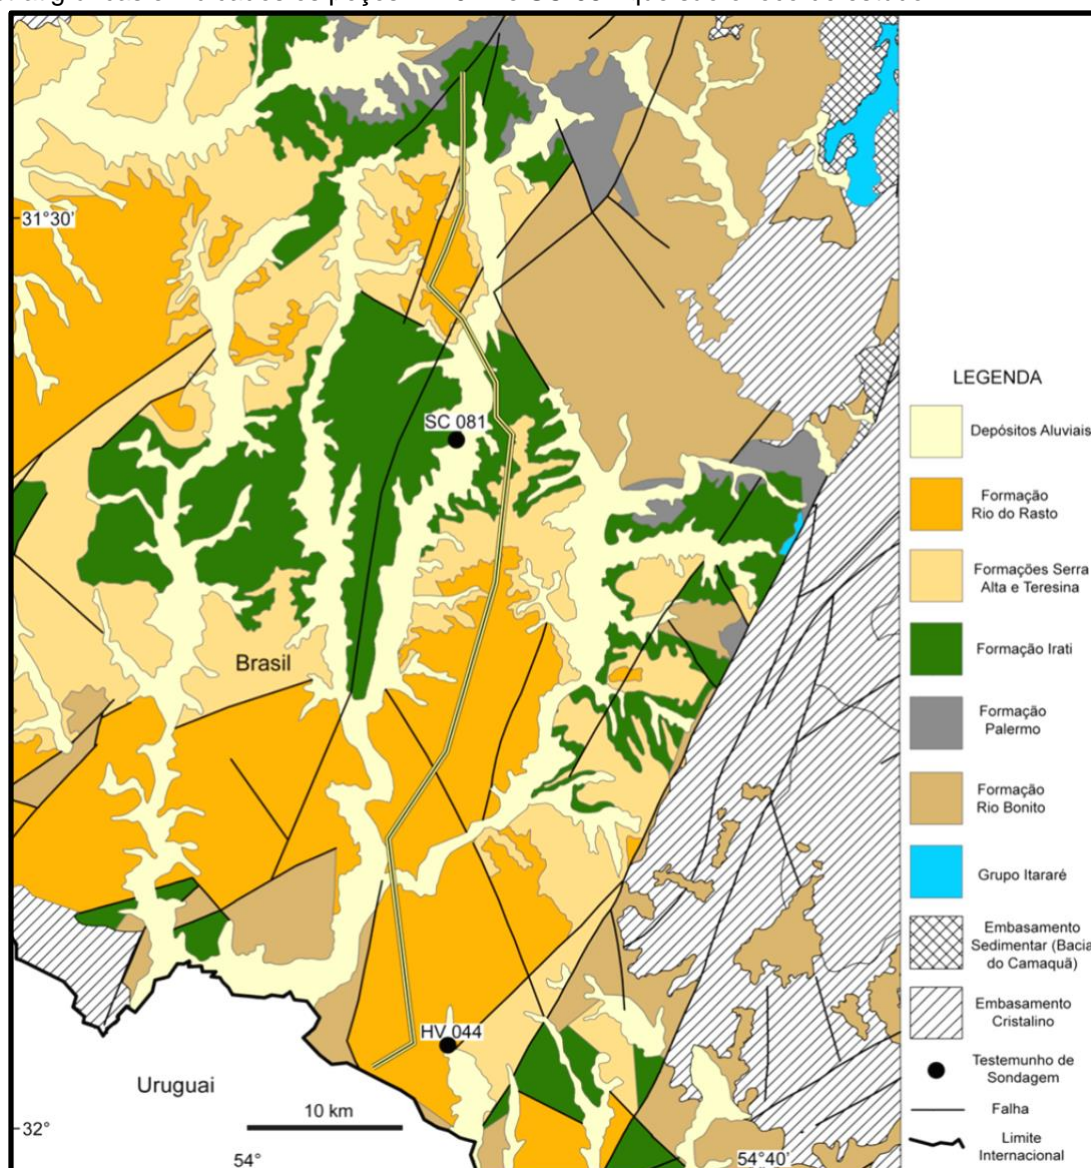 31°30'
SC 081
Brasil
HV 044
Uruguai
10 km
32°
54°
54°40'
LEGENDA
Depósitos Aluviais
Formação
Rio do Rasto
Formações Serra
Alta e Teresina
Formação Irati
Formação
Palermo
Formação
Rio Bonito
Grupo Itararé
Embasamento
Sedimentar (Bacia
do Camaquã)
Embasamento
Cristalino
Testemunho de
Sondagem
Falha
Limite
Internacional